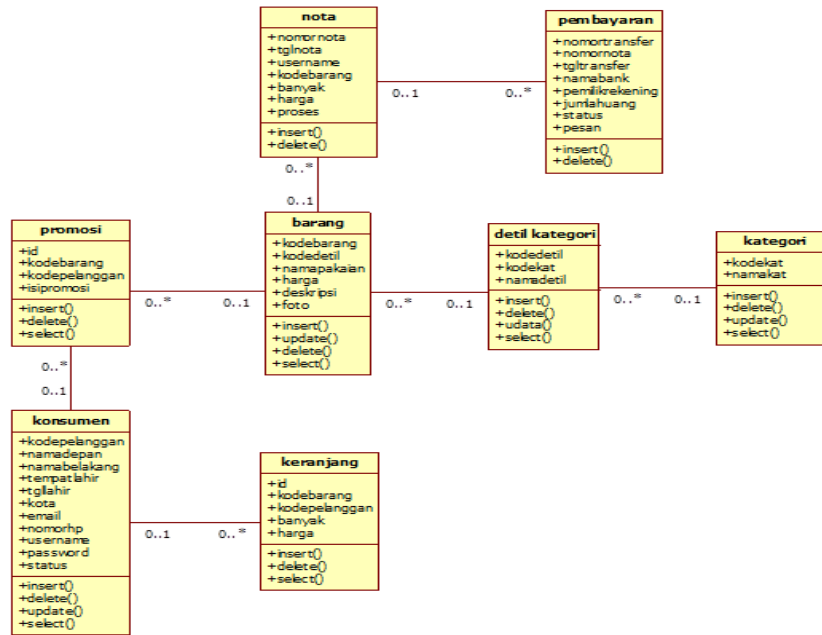 nota
+nomornota
+tglnota
+username
+kodebarang
+banyak
+harga
+proses
+insert()
+delete()
pembayaran
+nomortransfer
+nomornota
+tgltransfer
+namabank
+pemilikrekening
+jumlahuang
+status
+pesan
+insert()
+delete()
0..1
0..*
0..*
0..1
promosi
+id
+kodebarang
+kodepelanggan
+isipromosi
+insert()
+delete()
+select()
0..*
0..1
barang
+kodebarang
+kodedetil
+namapakaian
+harga
+deskripsi
+foto
+insert()
+update()
+delete()
+select()
0..*
0..1
detil kategori
+kodedetil
+kodekat
+namadetil
+insert()
+delete()
+udata()
+select()
0..*
0..1
kategori
+kodekat
+namakat
+insert()
+delete()
+update()
+select()
0..*
0..1
konsumen
+kodepelanggan
+namadepan
+namabelakang
+tempatlahir
+tgllahir
+kota
+email
+nomorhp
+username
+password
+status
+insert()
+delete()
+update()
+select()
0..1
0..*
keranjang
+id
+kodebarang
+kodepelanggan
+banyak
+harga
+insert()
+delete()
+select()